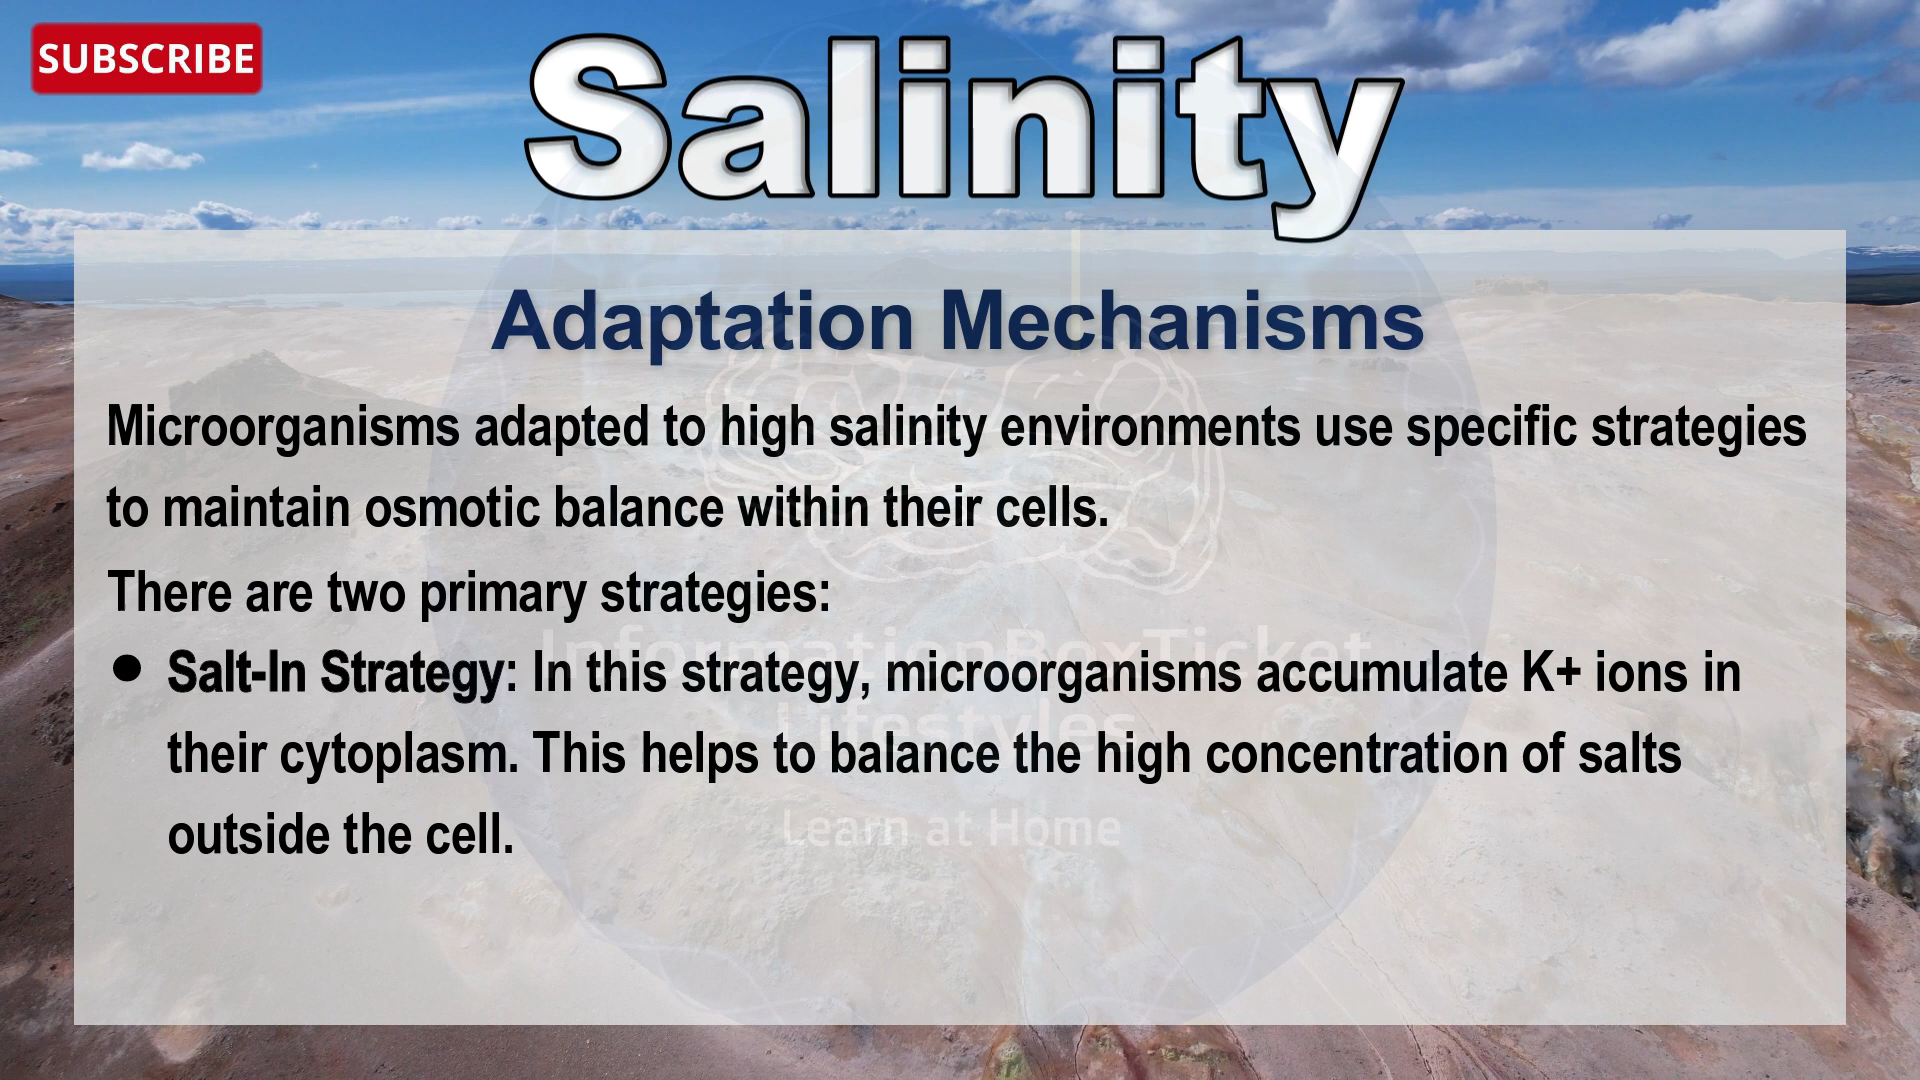 SUBSCRIBE
Salinity
Adaptation Mechanisms
Microorganisms adapted to high salinity environments use specific strategies
to maintain osmotic balance within their cells.
There are two primary strategies:
● Salt-In Strategy: In this strategy, microorganisms accumulate K+ ions in
their cytoplasm. This helps to balance the high concentration of salts
outside the cell.
InformationBoxTicket
Lifestyles
Learn at Home